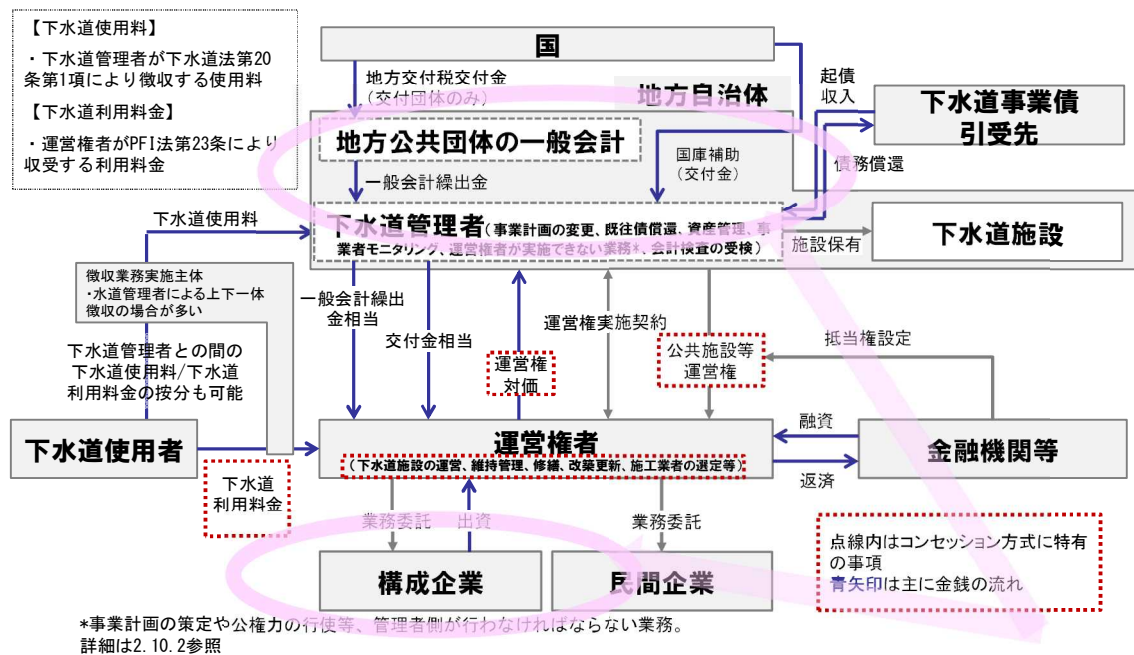 【下水道使用料】
・下水道管理者が下水道法第20
条第1項により徴収する使用料
【下水道利用料金】
・運営権者がPFI法第23条により
収受する利用料金
国
地方交付税交付金
(交付団体のみ)
地方自治体
起債
収入
下水道事業債
引受先
地方公共団体の一般会計
国庫補助
(交付金)
債務償還
一般会計繰出金
下水道使用料
下水道管理者(事業計画の変更、既往債償還、資産管理、事
業者モニタリング、運営権者が実施できない業務*、会計検査の受検)
施設保有
下水道施設
徴収業務実施主体
・水道管理者による上下一体
徴収の場合が多い
一般会計繰出
金相当
交付金相当
運営権
対価
運営権実施契約
公共施設等
運営権
抵当権設定
下水道管理者との間の
下水道使用料/下水道
利用料金の按分も可能
下水道使用者
運営権者
(下水道施設の運営、維持管理、修繕、改築更新、施工業者の選定等)
融資
返済
金融機関等
下水道
利用料金
業務委託
出資
業務委託
構成企業
民間企業
点線内はコンセッション方式に特有
の事項
青矢印は主に金銭の流れ
*事業計画の策定や公権力の行使等、管理者側が行わなければならない業務。
詳細は2.10.2参照